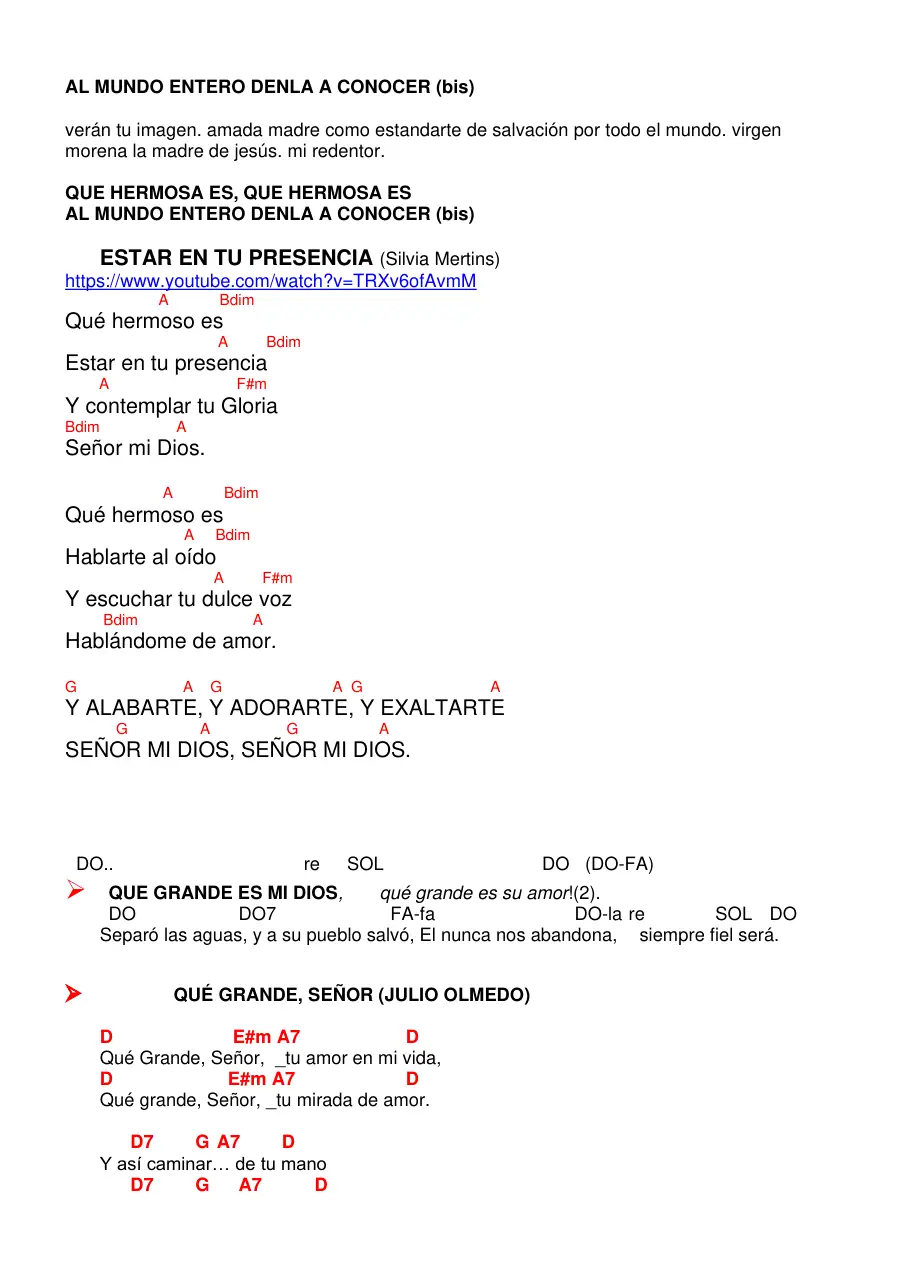 AL MUNDO ENTERO DENLA A CONOCER (bis)
verán tu imagen. amada madre como estandarte de salvación por todo el mundo. virgen
morena la madre de jesús. mi redentor.
QUE HERMOSA ES, QUE HERMOSA ES
AL MUNDO ENTERO DENLA A CONOCER (bis)
ESTAR EN TU PRESENCIA (Silvia Mertins)
https://www.youtube.com/watch?v=TRXv6ofAvmM
A Bdim
Qué hermoso es
A Bdim
Estar en tu presencia
A F#m
Y contemplar tu Gloria
Bdim A
Señor mi Dios.
A Bdim
Qué hermoso es
A Bdim
Hablarte al oído
A F#m
Y escuchar tu dulce voz
Bdim A
Hablándome de amor.
G A G A G A
Y ALABARTE, Y ADORARTE, Y EXALTARTE
G A G A
SEÑOR MI DIOS, SEÑOR MI DIOS.
DO.. re SOL DO (DO-FA)
QUE GRANDE ES MI DIOS, qué grande es su amor!(2).
DO DO7 FA-fa DO-la re SOL DO
Separó las aguas, y a su pueblo salvó, El nunca nos abandona, siempre fiel será.
QUÉ GRANDE, SEÑOR (JULIO OLMEDO)
D E#m A7 D
Qué Grande, Señor, _tu amor en mi vida,
D E#m A7 D
Qué grande, Señor, _tu mirada de amor.
D7 G A7 D
Y así caminar… de tu mano
D7 G A7 D